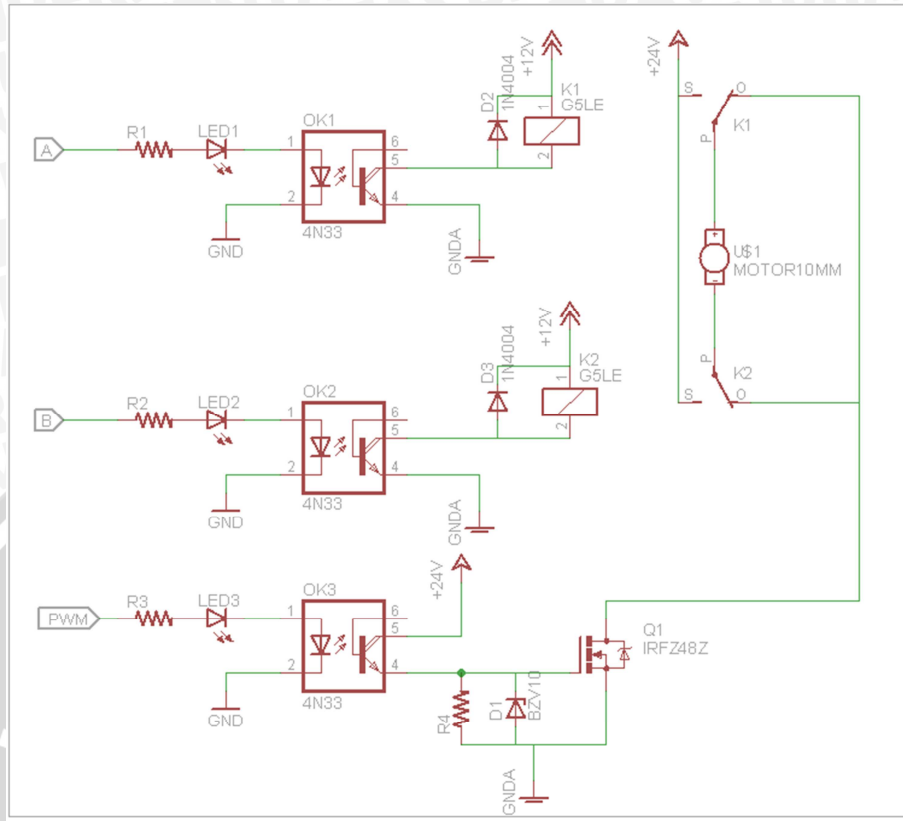 +12V
D2
1N4004
K1
G5LE
1
2
A
R1
LED1
OK1
1
2
6
5
4
4N33
GND
GNDA
+24V
S
O
K1
P
U$1
MOTOR10MM
+
-
P
K2
S
O
+12V
D3
1N4004
K2
G5LE
1
2
B
R2
LED2
OK2
1
2
6
5
4
4N33
GND
GNDA
+24V
PWM
R3
LED3
OK3
1
2
6
5
4
4N33
GND
R4
D1
BZV10
Q1
IRFZ48Z
GNDA